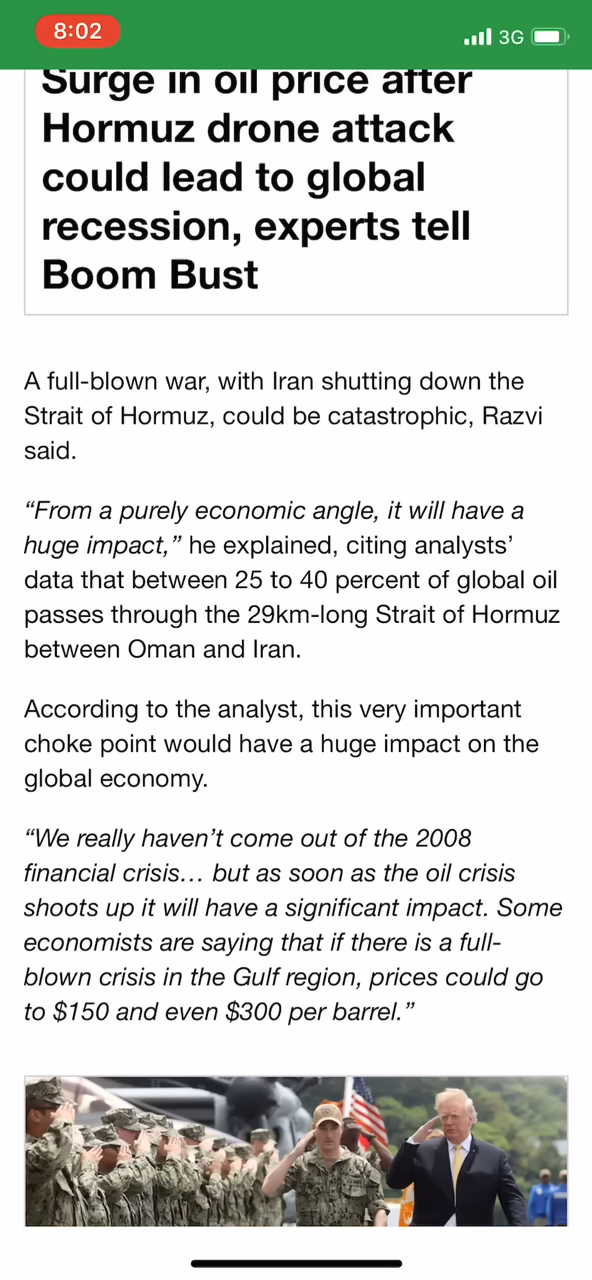 8:02
3G
Surge in oil price after
Hormuz drone attack
could lead to global
recession, experts tell
Boom Bust
A full-blown war, with Iran shutting down the
Strait of Hormuz, could be catastrophic, Razvi
said.
“From a purely economic angle, it will have a
huge impact,” he explained, citing analysts’
data that between 25 to 40 percent of global oil
passes through the 29km-long Strait of Hormuz
between Oman and Iran.
According to the analyst, this very important
choke point would have a huge impact on the
global economy.
“We really haven’t come out of the 2008
financial crisis… but as soon as the oil crisis
shoots up it will have a significant impact. Some
economists are saying that if there is a full-
blown crisis in the Gulf region, prices could go
to $150 and even $300 per barrel.”